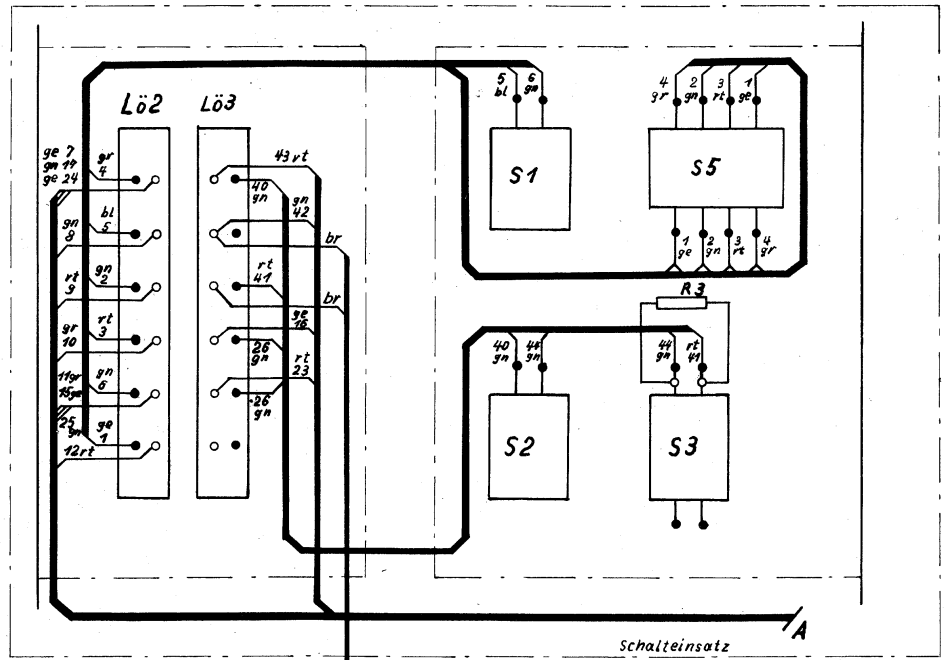 Lö2
Lö3
ge 7
gn 17
ge 24
gr
4
gn
8
bl
5
rt
9
gn
2
gr
10
rt
3
11gr
15ge
gn
6
25
gn
ge
1
12rt
43 rt
40
gn
gn
42
br
rt
41
br
ge
16
26
gn
rt
23
26
gn
5
bl
6
gn
S1
4
gr
2
gn
3
rt
1
ge
S5
1
ge
2
gn
3
rt
4
gr
R3
40
gn
44
gn
S2
44
gn
rt
41
S3
A
Schalteinsatz